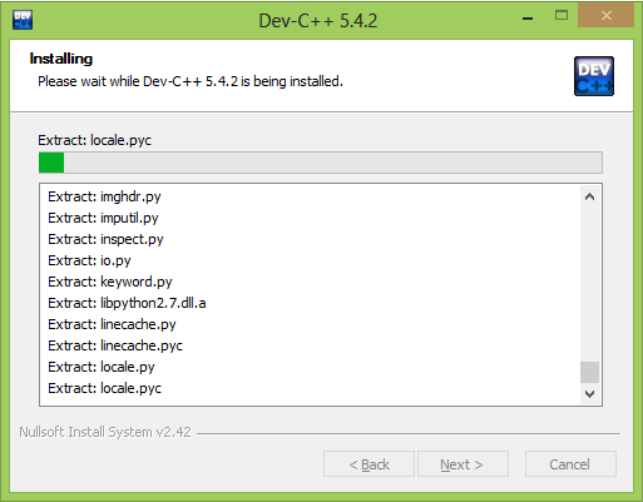 DEV
C++
Dev-C++ 5.4.2
Installing
Please wait while Dev-C++ 5.4.2 is being installed.
DEV
C++
Extract: locale.pyc
Extract: imghdr.py
Extract: imputil.py
Extract: inspect.py
Extract: io.py
Extract: keyword.py
Extract: libpython2.7.dll.a
Extract: linecache.py
Extract: linecache.pyc
Extract: locale.py
Extract: locale.pyc
Nullsoft Install System v2.42
< Back Next > Cancel